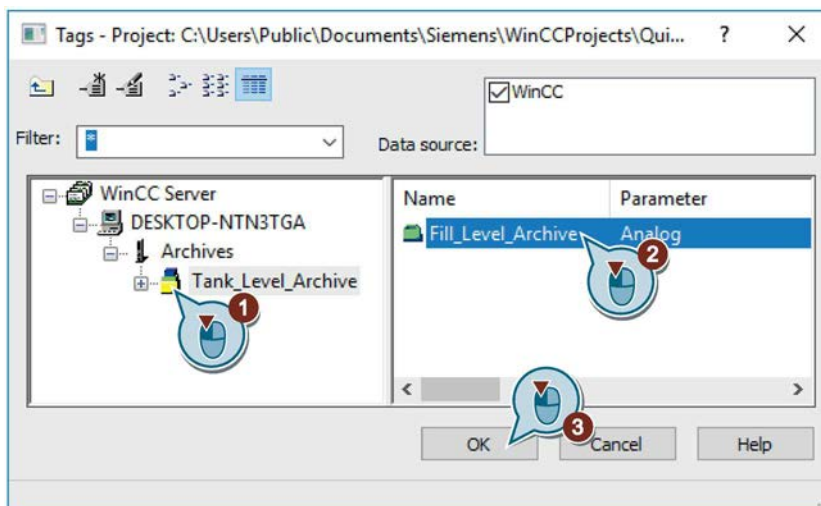 Tags - Project: C:\Users\Public\Documents\Siemens\WinCCProjects\Qui... ? X
WinCC
Filter: *
Data source:
WinCC Server
DESKTOP-NTN3TGA
Archives
Tank_Level_Archive
1
Name Parameter
Fill_Level_Archive Analog
2
3
OK Cancel Help